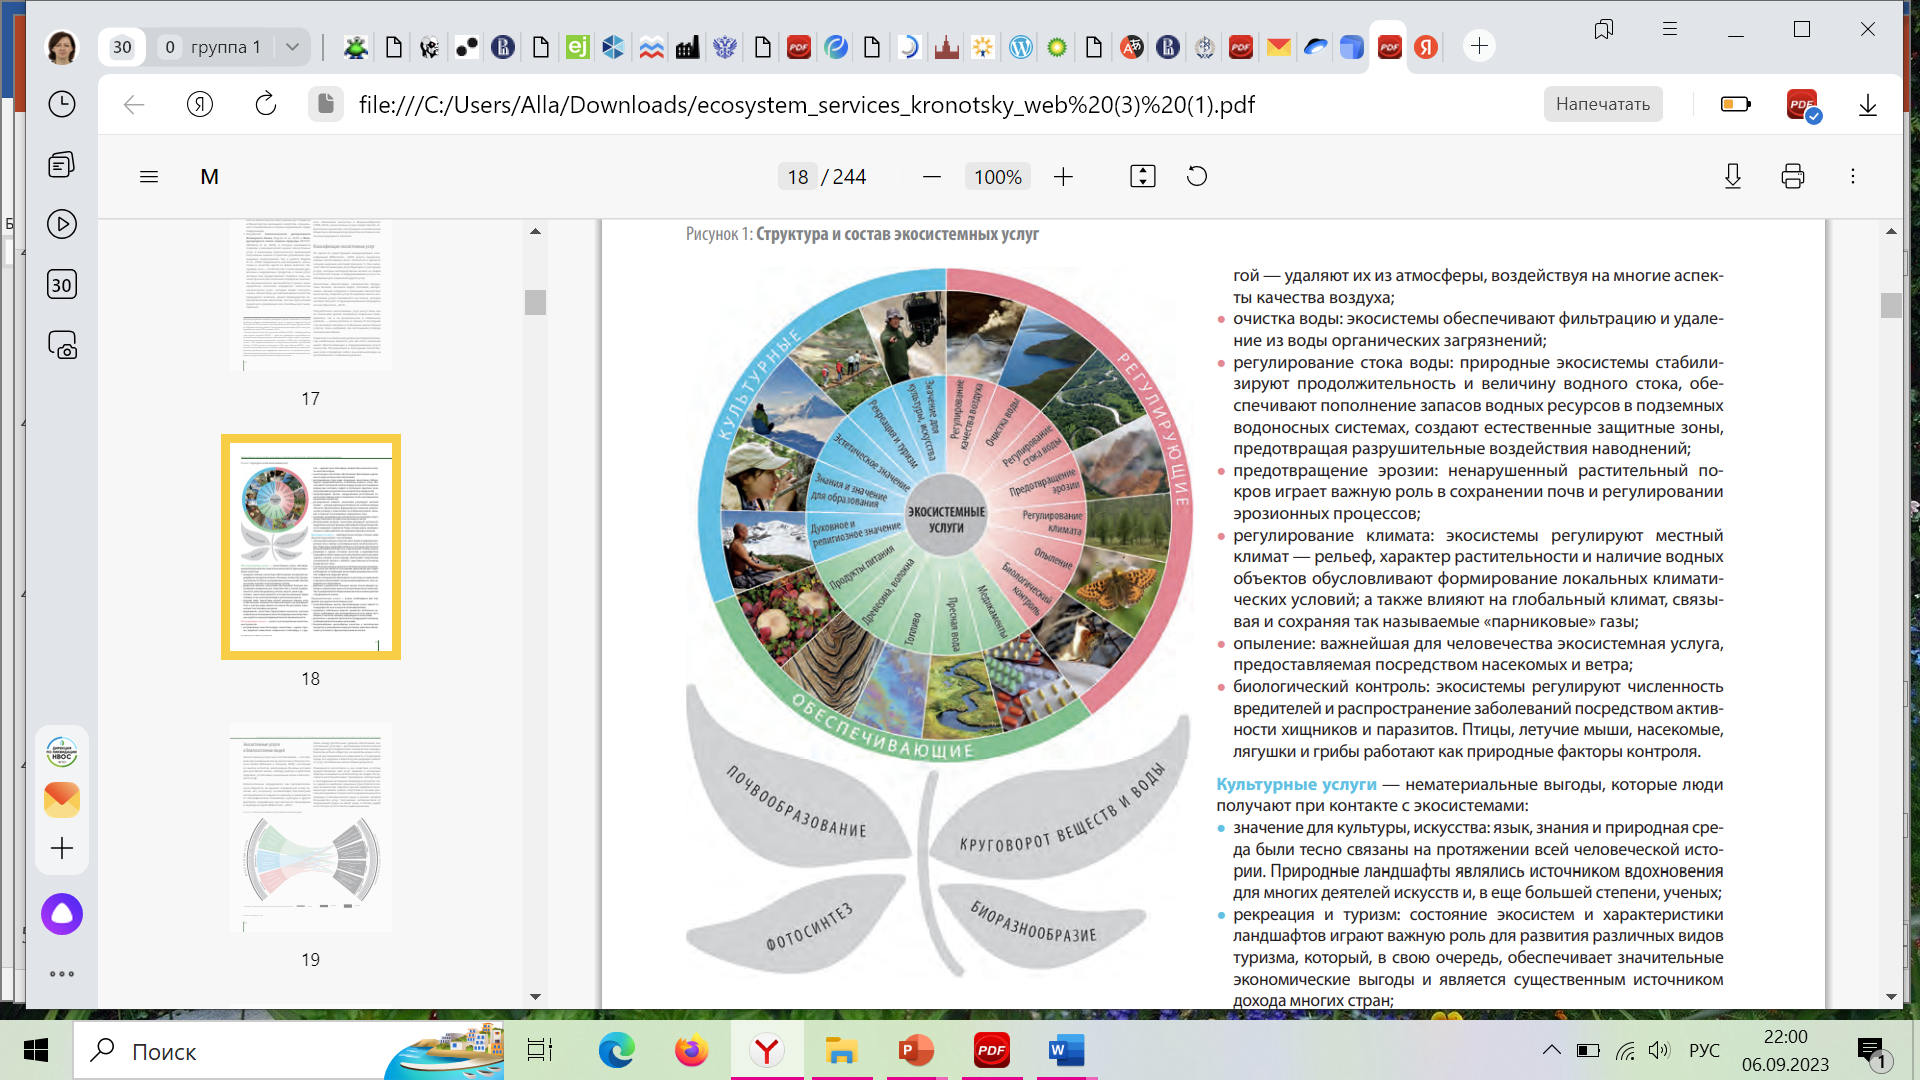 30
0 группа 1
file:///C:/Users/Alla/Downloads/ecosystem_services_kronotsky_web%20(3)%20(1).pdf
Напечатать
PDF
М
18 / 244
100%
30
17
18
19
Рисунок 1: Структура и состав экосистемных услуг
КУЛЬТУРНЫЕ
РЕГУЛИРУЮЩИЕ
ОБЕСПЕЧИВАЮЩИЕ
ЭКОСИСТЕМНЫЕ
УСЛУГИ
Значение для
культуры, искусства
Рекреация и туризм
Эстетическое значение
Знания и значение
для образования
Духовное и
религиозное значение
Регулирование
качества воздуха
Очистка воды
Регулирование
стока воды
Предотвращение
эрозии
Регулирование
климата
Опыление
Биологический
контроль
Медикаменты
Пресная вода
Топливо
Древесина, волокна
Продукты питания
ПОЧВООБРАЗОВАНИЕ
КРУГОВОРОТ ВЕЩЕСТВ И ВОДЫ
ФОТОСИНТЕЗ
БИОРАЗНООБРАЗИЕ
гой — удаляют их из атмосферы, воздействуя на многие аспек-
ты качества воздуха;
• очистка воды: экосистемы обеспечивают фильтрацию и удале-
ние из воды органических загрязнений;
• регулирование стока воды: природные экосистемы стабили-
зируют продолжительность и величину водного стока, обе-
спечивают пополнение запасов водных ресурсов в подземных
водоносных системах, создают естественные защитные зоны,
предотвращая разрушительные воздействия наводнений;
• предотвращение эрозии: ненарушенный растительный по-
кров играет важную роль в сохранении почв и регулировании
эрозионных процессов;
• регулирование климата: экосистемы регулируют местный
климат — рельеф, характер растительности и наличие водных
объектов обусловливают формирование локальных климати-
ческих условий; а также влияют на глобальный климат, связы-
вая и сохраняя так называемые «парниковые» газы;
• опыление: важнейшая для человечества экосистемная услуга,
предоставляемая посредством насекомых и ветра;
• биологический контроль: экосистемы регулируют численность
вредителей и распространение заболеваний посредством актив-
ности хищников и паразитов. Птицы, летучие мыши, насекомые,
лягушки и грибы работают как природные факторы контроля.
Культурные услуги — нематериальные выгоды, которые люди
получают при контакте с экосистемами:
• значение для культуры, искусства: язык, знания и природная сре-
да были тесно связаны на протяжении всей человеческой исто-
рии. Природные ландшафты являлись источником вдохновения
для многих деятелей искусств и, в еще большей степени, ученых;
• рекреация и туризм: состояние экосистем и характеристики
ландшафтов играют важную роль для развития различных видов
туризма, который, в свою очередь, обеспечивает значительные
экономические выгоды и является существенным источником
дохода многих стран;
Поиск
РУС
22:00
06.09.2023
1